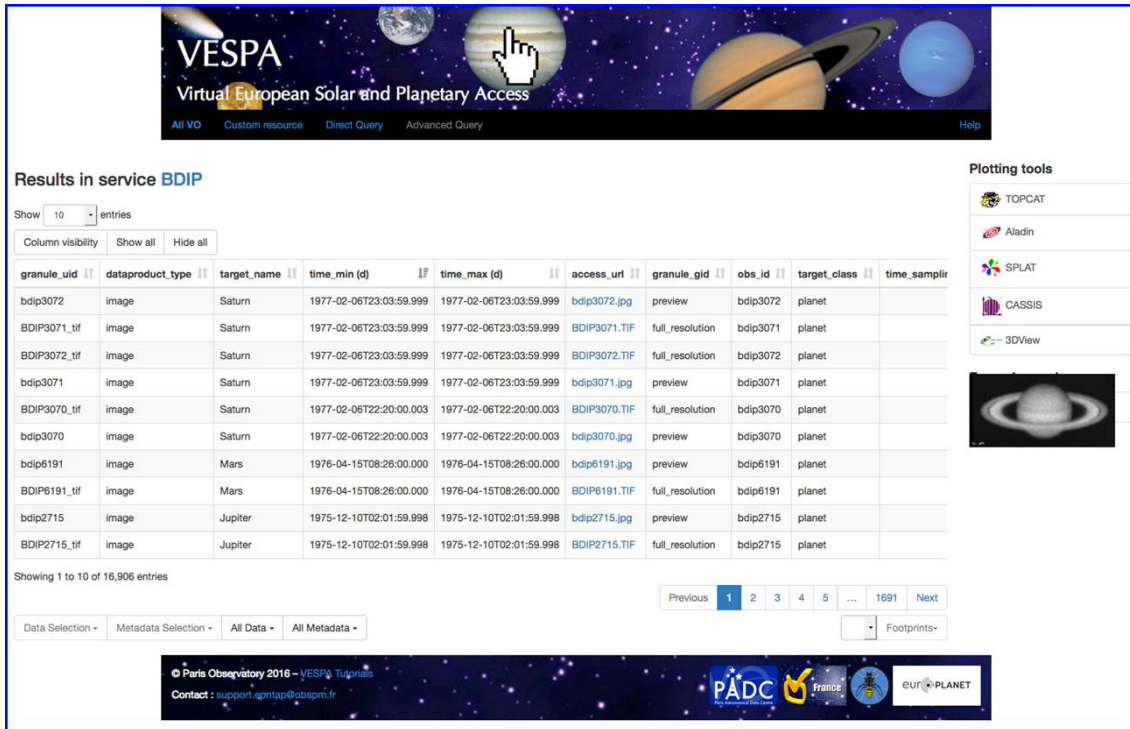 VESPA
Virtual European Solar and Planetary Access
All VO Custom resource Direct Query Advanced Query Help
Results in service BDIP
Show 10 entries
Column visibility Show all Hide all
granule_uid dataproduct_type target_name time_min (d) time_max (d) access_url granule_gid obs_id target_class time_samplin
bdip3072 image Saturn 1977-02-06T23:03:59.999 1977-02-06T23:03:59.999 bdip3072.jpg preview bdip3072 planet
BDIP3071_tif image Saturn 1977-02-06T23:03:59.999 1977-02-06T23:03:59.999 BDIP3071.TIF full_resolution bdip3071 planet
BDIP3072_tif image Saturn 1977-02-06T23:03:59.999 1977-02-06T23:03:59.999 BDIP3072.TIF full_resolution bdip3072 planet
bdip3071 image Saturn 1977-02-06T23:03:59.999 1977-02-06T23:03:59.999 bdip3071.jpg preview bdip3071 planet
BDIP3070_tif image Saturn 1977-02-06T22:20:00.003 1977-02-06T22:20:00.003 BDIP3070.TIF full_resolution bdip3070 planet
bdip3070 image Saturn 1977-02-06T22:20:00.003 1977-02-06T22:20:00.003 bdip3070.jpg preview bdip3070 planet
bdip6191 image Mars 1976-04-15T08:26:00.000 1976-04-15T08:26:00.000 bdip6191.jpg preview bdip6191 planet
BDIP6191_tif image Mars 1976-04-15T08:26:00.000 1976-04-15T08:26:00.000 BDIP6191.TIF full_resolution bdip6191 planet
bdip2715 image Jupiter 1975-12-10T02:01:59.998 1975-12-10T02:01:59.998 bdip2715.jpg preview bdip2715 planet
BDIP2715_tif image Jupiter 1975-12-10T02:01:59.998 1975-12-10T02:01:59.998 BDIP2715.TIF full_resolution bdip2715 planet
Showing 1 to 10 of 16,906 entries
Previous 1 2 3 4 5 ... 1691 Next
Data Selection Metadata Selection All Data All Metadata Footprints
Plotting tools
TOPCAT
Aladin
SPLAT
CASSIS
3DView
© Paris Observatory 2016 – VESPA Tutorials
Contact : support.epntap@obspm.fr
PADC
Paris Astronomical Data Centre
France
euro PLANET